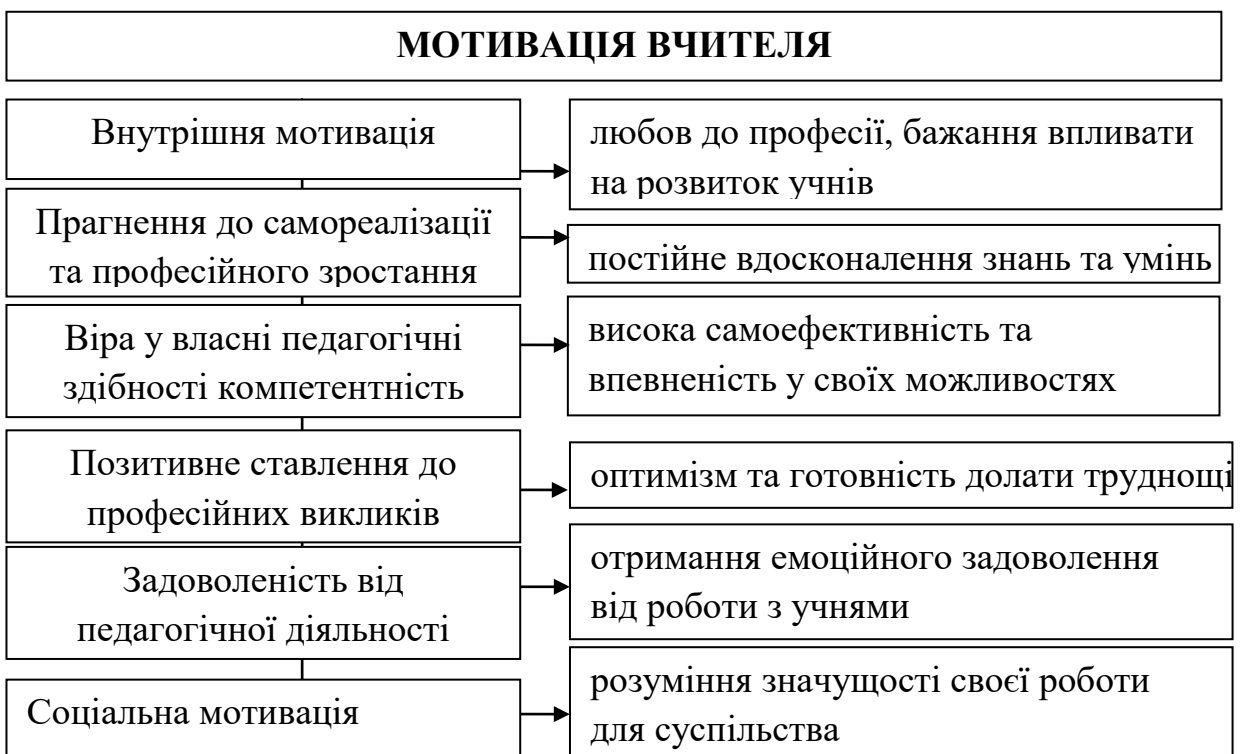 МОТИВАЦІЯ ВЧИТЕЛЯ
Внутрішня мотивація
любов до професії, бажання впливати
на розвиток учнів
Прагнення до самореалізації
та професійного зростання
постійне вдосконалення знань та умінь
Віра у власні педагогічні
здібності компетентність
висока самоефективність та
впевненість у своїх можливостях
Позитивне ставлення до
професійних викликів
оптимізм та готовність долати труднощі
Задоволеність від
педагогічної діяльності
отримання емоційного задоволення
від роботи з учнями
Соціальна мотивація
розуміння значущості своєї роботи
для суспільства